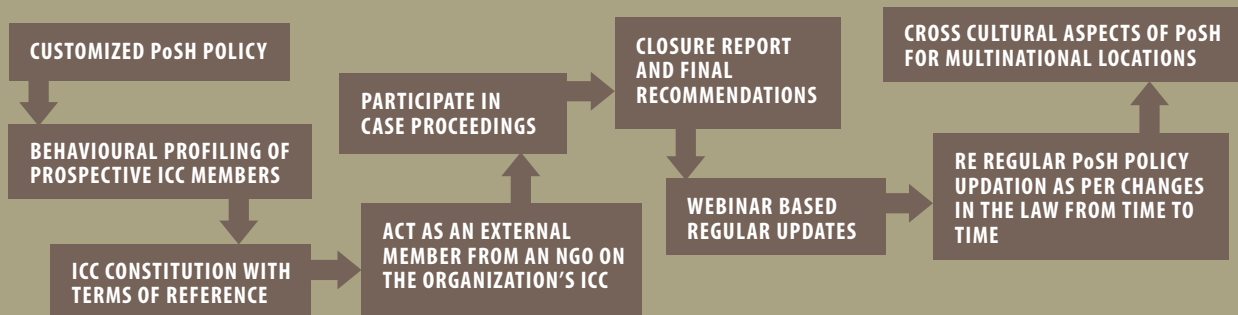 CUSTOMIZED PoSH POLICY
BEHAVIOURAL PROFILING OF
PROSPECTIVE ICC MEMBERS
ICC CONSTITUTION WITH
TERMS OF REFERENCE
ACT AS AN EXTERNAL
MEMBER FROM AN NGO ON
THE ORGANIZATION'S ICC
PARTICIPATE IN
CASE PROCEEDINGS
CLOSURE REPORT
AND FINAL
RECOMMENDATIONS
WEBINAR BASED
REGULAR UPDATES
RE REGULAR PoSH POLICY
UPDATION AS PER CHANGES
IN THE LAW FROM TIME TO
TIME
CROSS CULTURAL ASPECTS OF PoSH
FOR MULTINATIONAL LOCATIONS